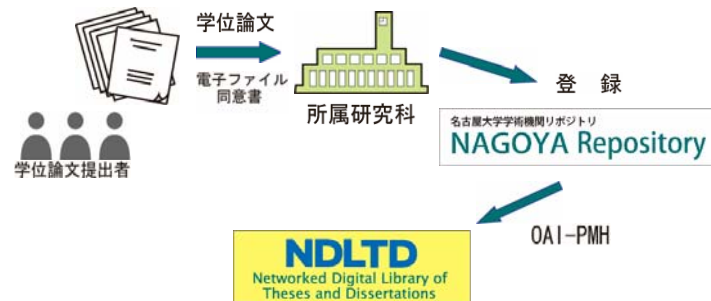 学位論文
電子ファイル
同意書
所属研究科
学位論文提出者
登 録
名古屋大学学術機関リポジトリ
NAGOYA Repository
OAI-PMH
NDLTD
Networked Digital Library of
Theses and Dissertations